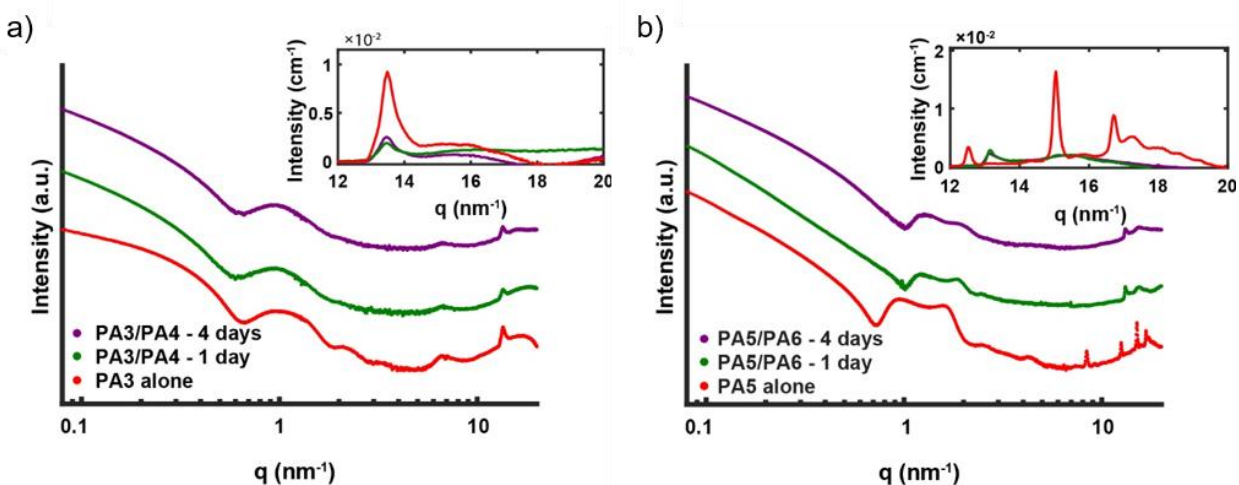 a)
×10⁻²
Intensity (cm⁻¹)
1
0.5
0
12 14 16 18 20
q (nm⁻¹)
Intensity (a.u.)
PA3/PA4 - 4 days
PA3/PA4 - 1 day
PA3 alone
0.1 1 10
q (nm⁻¹)
b)
×10⁻²
Intensity (cm⁻¹)
2
1
0
12 14 16 18 20
q (nm⁻¹)
Intensity (a.u.)
PA5/PA6 - 4 days
PA5/PA6 - 1 day
PA5 alone
0.1 1 10
q (nm⁻¹)